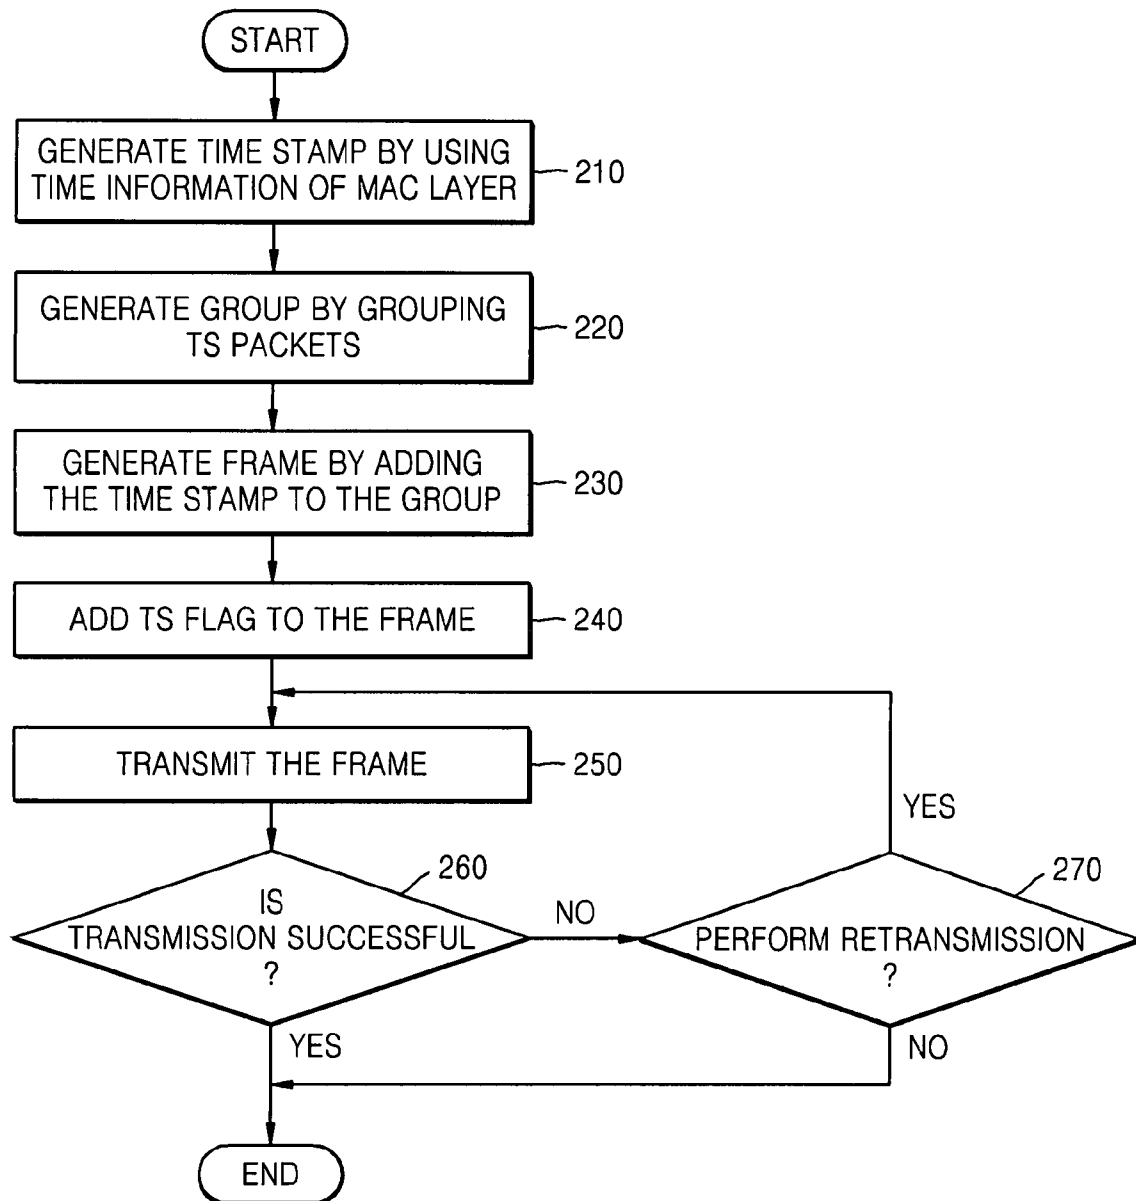 START
GENERATE TIME STAMP BY USING
TIME INFORMATION OF MAC LAYER
210
GENERATE GROUP BY GROUPING
TS PACKETS
220
GENERATE FRAME BY ADDING
THE TIME STAMP TO THE GROUP
230
ADD TS FLAG TO THE FRAME
240
TRANSMIT THE FRAME
250
YES
260
IS
TRANSMISSION SUCCESSFUL
?
NO
270
PERFORM RETRANSMISSION
?
YES
NO
END